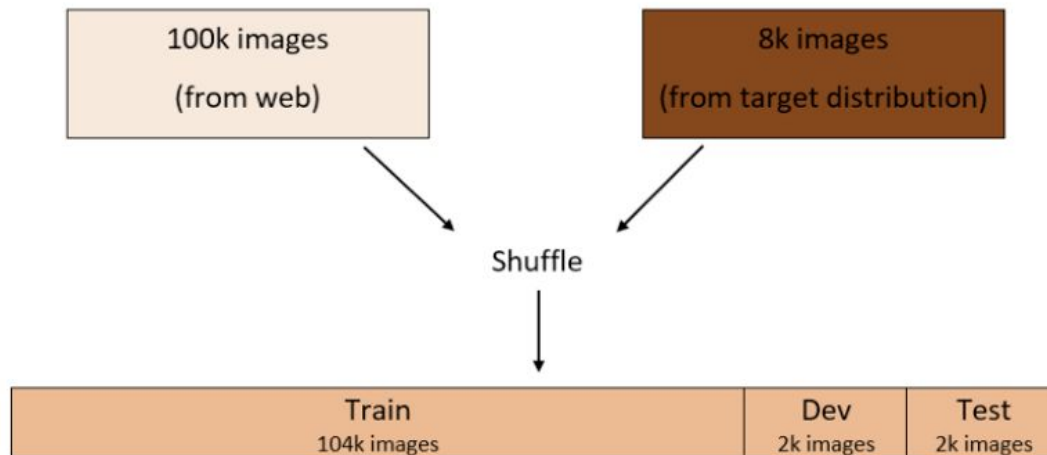 100k images
(from web)
8k images
(from target distribution)
Shuffle
Train
104k images
Dev
2k images
Test
2k images